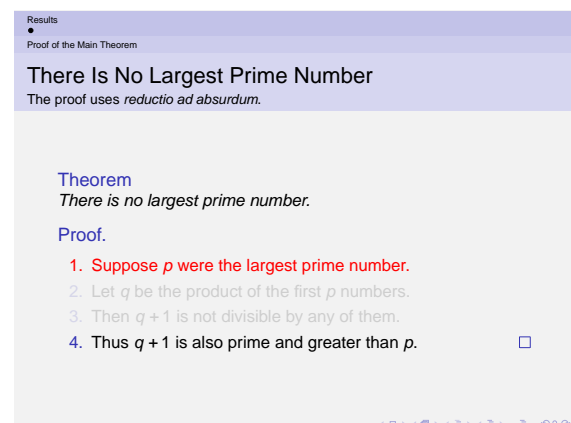 Results
Proof of the Main Theorem
There Is No Largest Prime Number
The proof uses reductio ad absurdum.
Theorem
There is no largest prime number.
Proof.
1. Suppose p were the largest prime number.
2. Let q be the product of the first p numbers.
3. Then q + 1 is not divisible by any of them.
4. Thus q + 1 is also prime and greater than p.